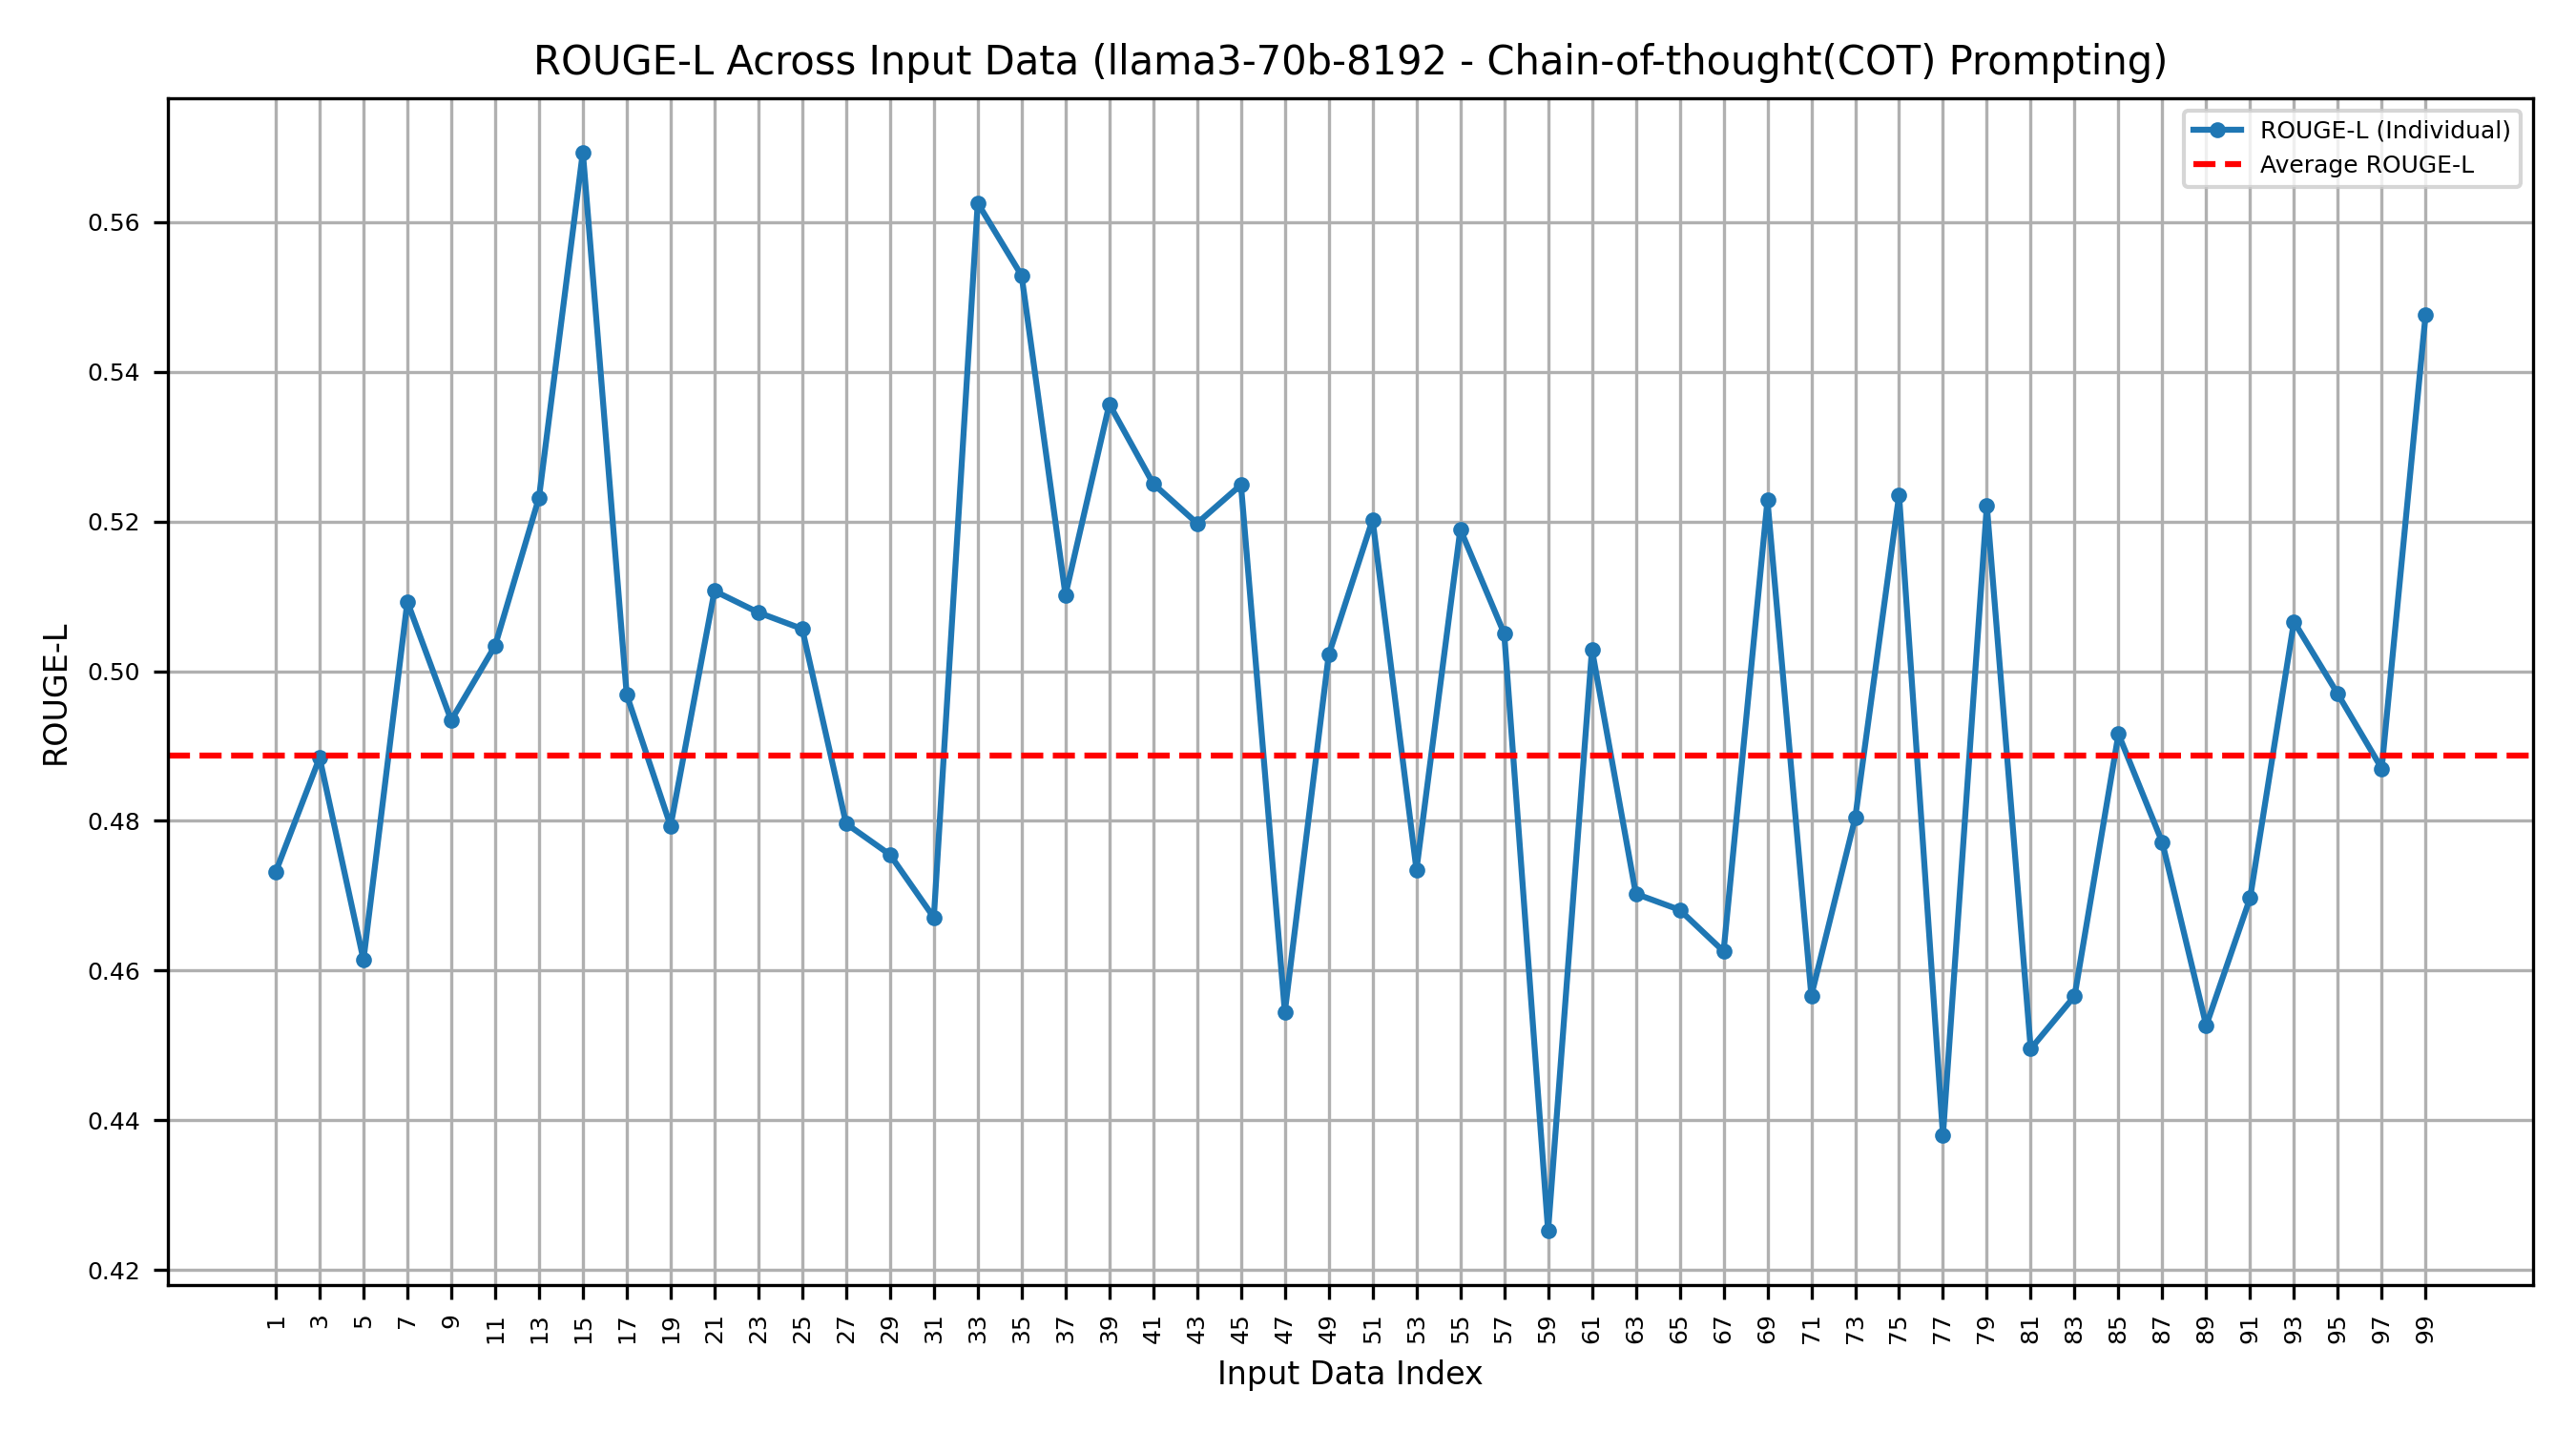 ROUGE-L Across Input Data (llama3-70b-8192 - Chain-of-thought(COT) Prompting)
ROUGE-L (Individual)
Average ROUGE-L
ROUGE-L
0.56
0.54
0.52
0.50
0.48
0.46
0.44
0.42
1 3 5 7 9 11 13 15 17 19 21 23 25 27 29 31 33 35 37 39 41 43 45 47 49 51 53 55 57 59 61 63 65 67 69 71 73 75 77 79 81 83 85 87 89 91 93 95 97 99
Input Data Index